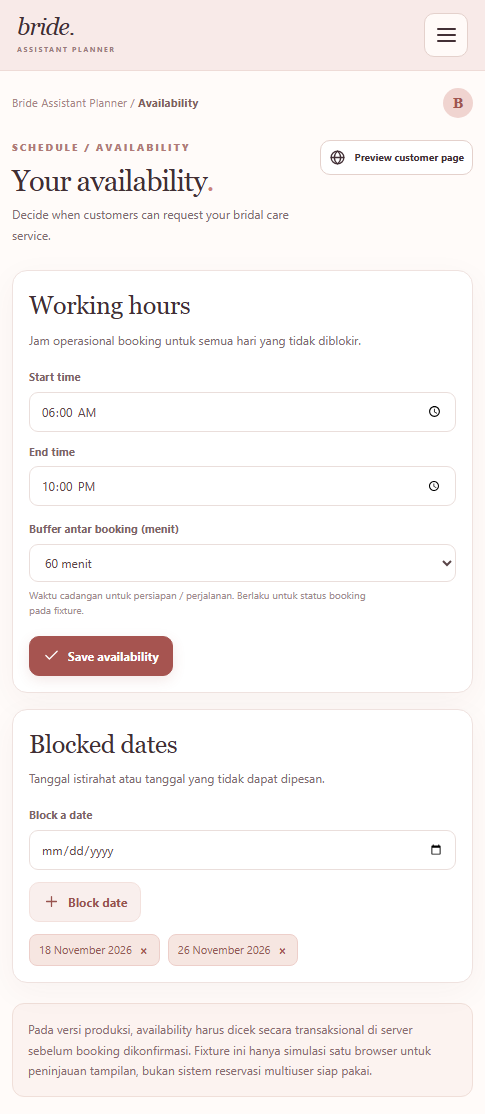 bride.
ASSISTANT PLANNER
Bride Assistant Planner / Availability
B
SCHEDULE / AVAILABILITY
Preview customer page
Your availability.
Decide when customers can request your bridal care
service.
Working hours
Jam operasional booking untuk semua hari yang tidak diblokir.
Start time
06:00 AM
End time
10:00 PM
Buffer antar booking (menit)
60 menit
Waktu cadangan untuk persiapan / perjalanan. Berlaku untuk status booking
pada fixture.
Save availability
Blocked dates
Tanggal istirahat atau tanggal yang tidak dapat dipesan.
Block a date
mm/dd/yyyy
+ Block date
18 November 2026 × 26 November 2026 ×
Pada versi produksi, availability harus dicek secara transaksional di server
sebelum booking dikonfirmasi. Fixture ini hanya simulasi satu browser untuk
peninjauan tampilan, bukan sistem reservasi multiuser siap pakai.